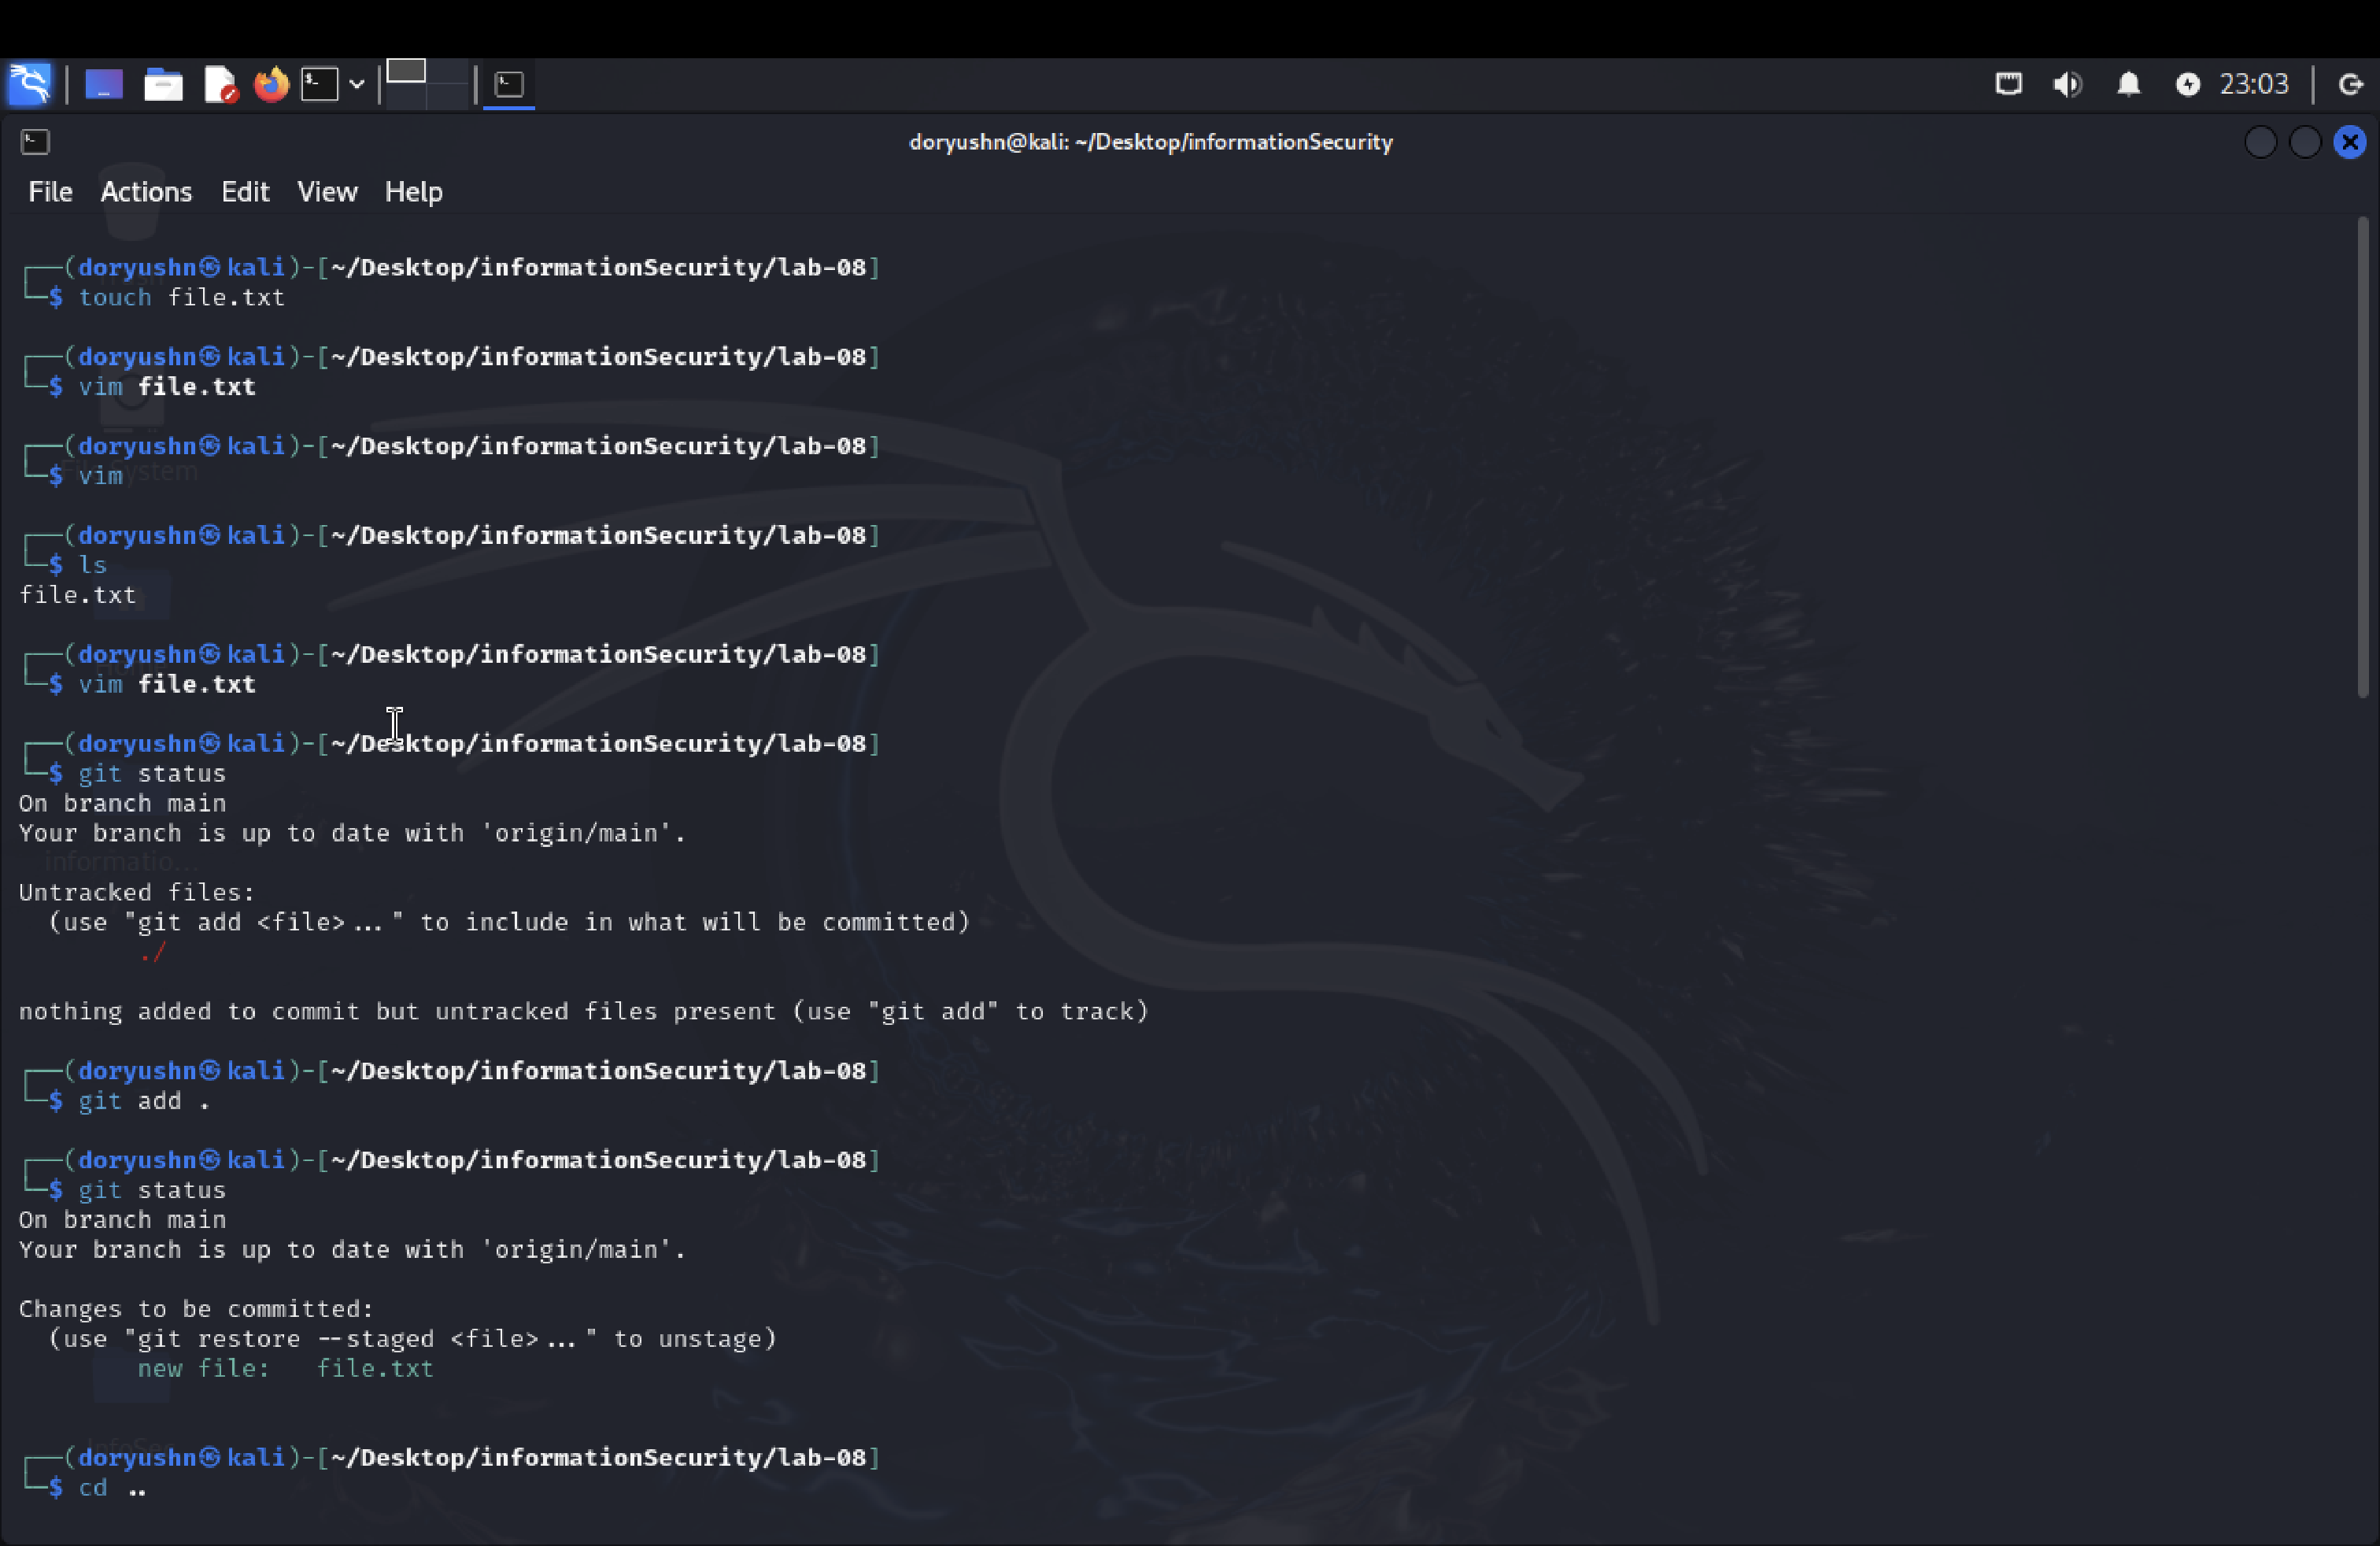 23:03
doryushn@kali: ~/Desktop/informationSecurity
File Actions Edit View Help
┌──(doryushn㉿kali)-[~/Desktop/informationSecurity/lab-08]
└─$ touch file.txt
┌──(doryushn㉿kali)-[~/Desktop/informationSecurity/lab-08]
└─$ vim file.txt
┌──(doryushn㉿kali)-[~/Desktop/informationSecurity/lab-08]
└─$ vim
┌──(doryushn㉿kali)-[~/Desktop/informationSecurity/lab-08]
└─$ ls
file.txt
┌──(doryushn㉿kali)-[~/Desktop/informationSecurity/lab-08]
└─$ vim file.txt
┌──(doryushn㉿kali)-[~/Desktop/informationSecurity/lab-08]
└─$ git status
On branch main
Your branch is up to date with 'origin/main'.
informatio...
Untracked files:
  (use "git add <file>..." to include in what will be committed)
        ./
nothing added to commit but untracked files present (use "git add" to track)
┌──(doryushn㉿kali)-[~/Desktop/informationSecurity/lab-08]
└─$ git add .
┌──(doryushn㉿kali)-[~/Desktop/informationSecurity/lab-08]
└─$ git status
On branch main
Your branch is up to date with 'origin/main'.
Changes to be committed:
  (use "git restore --staged <file>..." to unstage)
        new file:   file.txt
┌──(doryushn㉿kali)-[~/Desktop/informationSecurity/lab-08]
└─$ cd ..